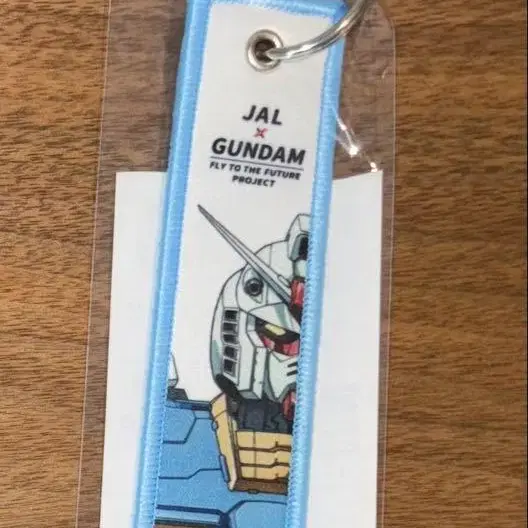 JAL
×
GUNDAM
FLY TO THE FUTURE
PROJECT